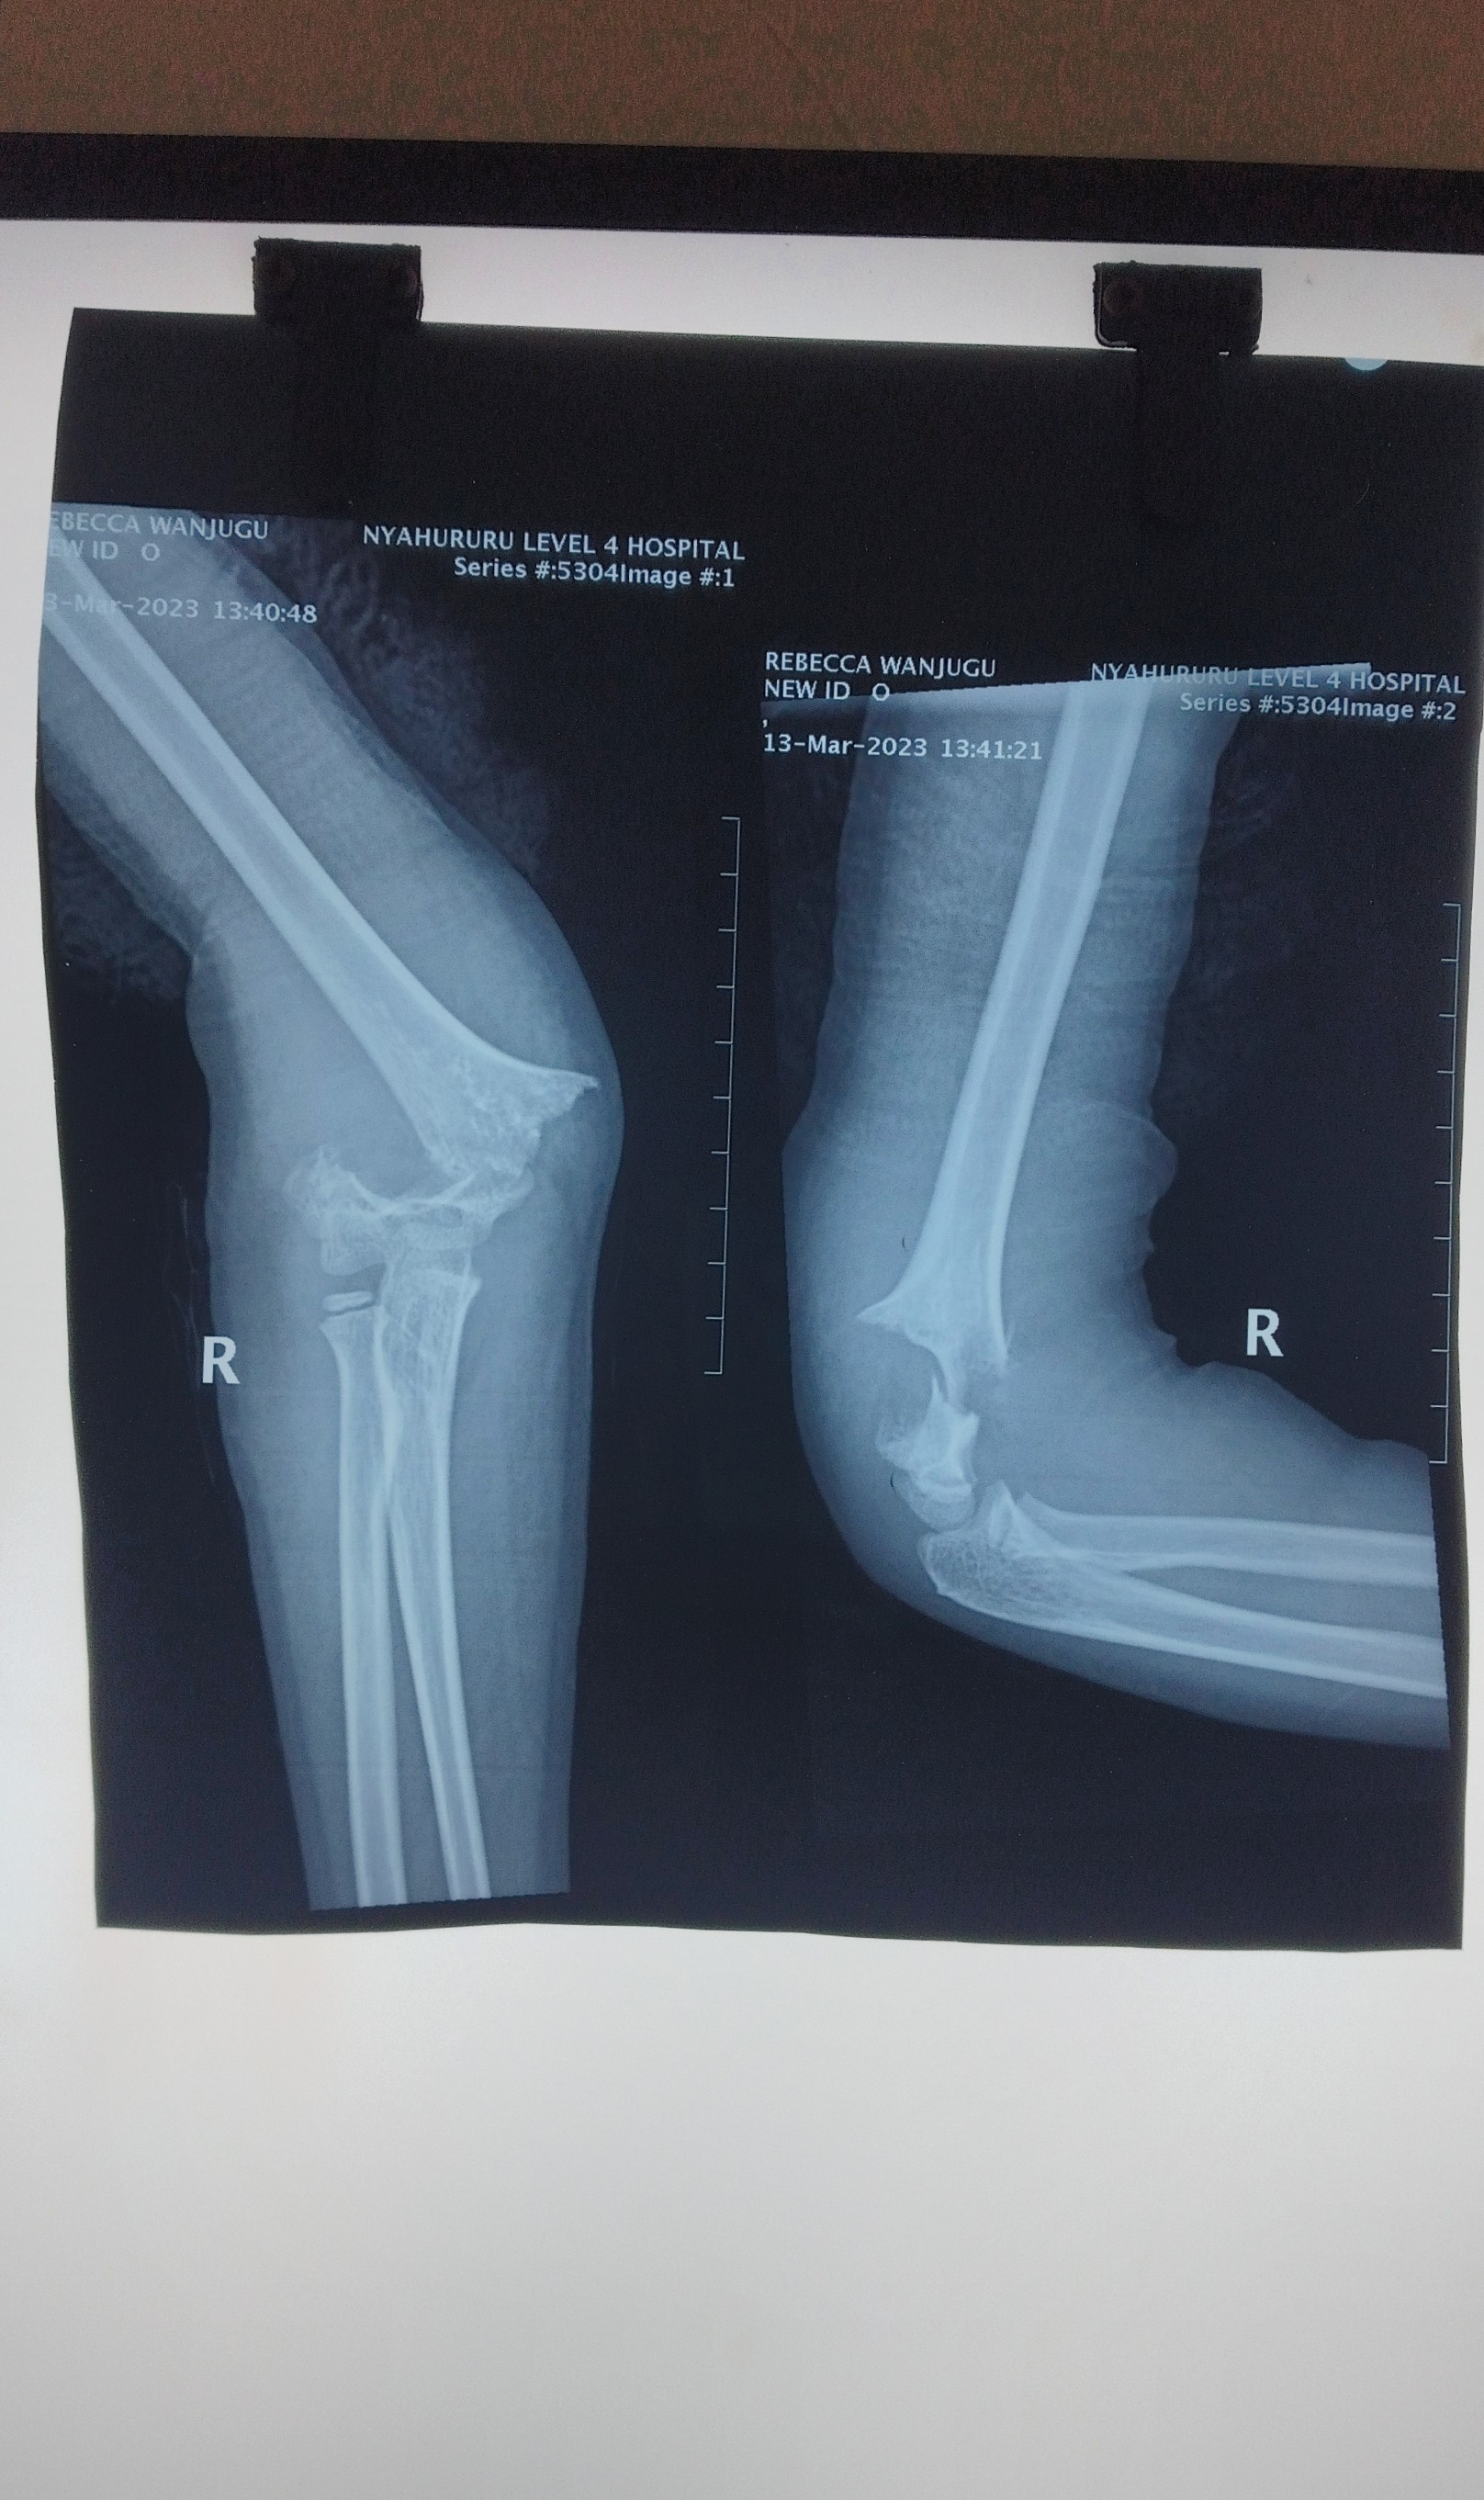 EBECCA WANJUGU
EW ID O
3-Mar-2023 13:40:48
NYAHURURU LEVEL 4 HOSPITAL
Series #:5304Image #:1
R
REBECCA WANJUGU
NEW ID O
,
13-Mar-2023 13:41:21
NYAHURURU LEVEL 4 HOSPITAL
Series #:5304Image #:2
R